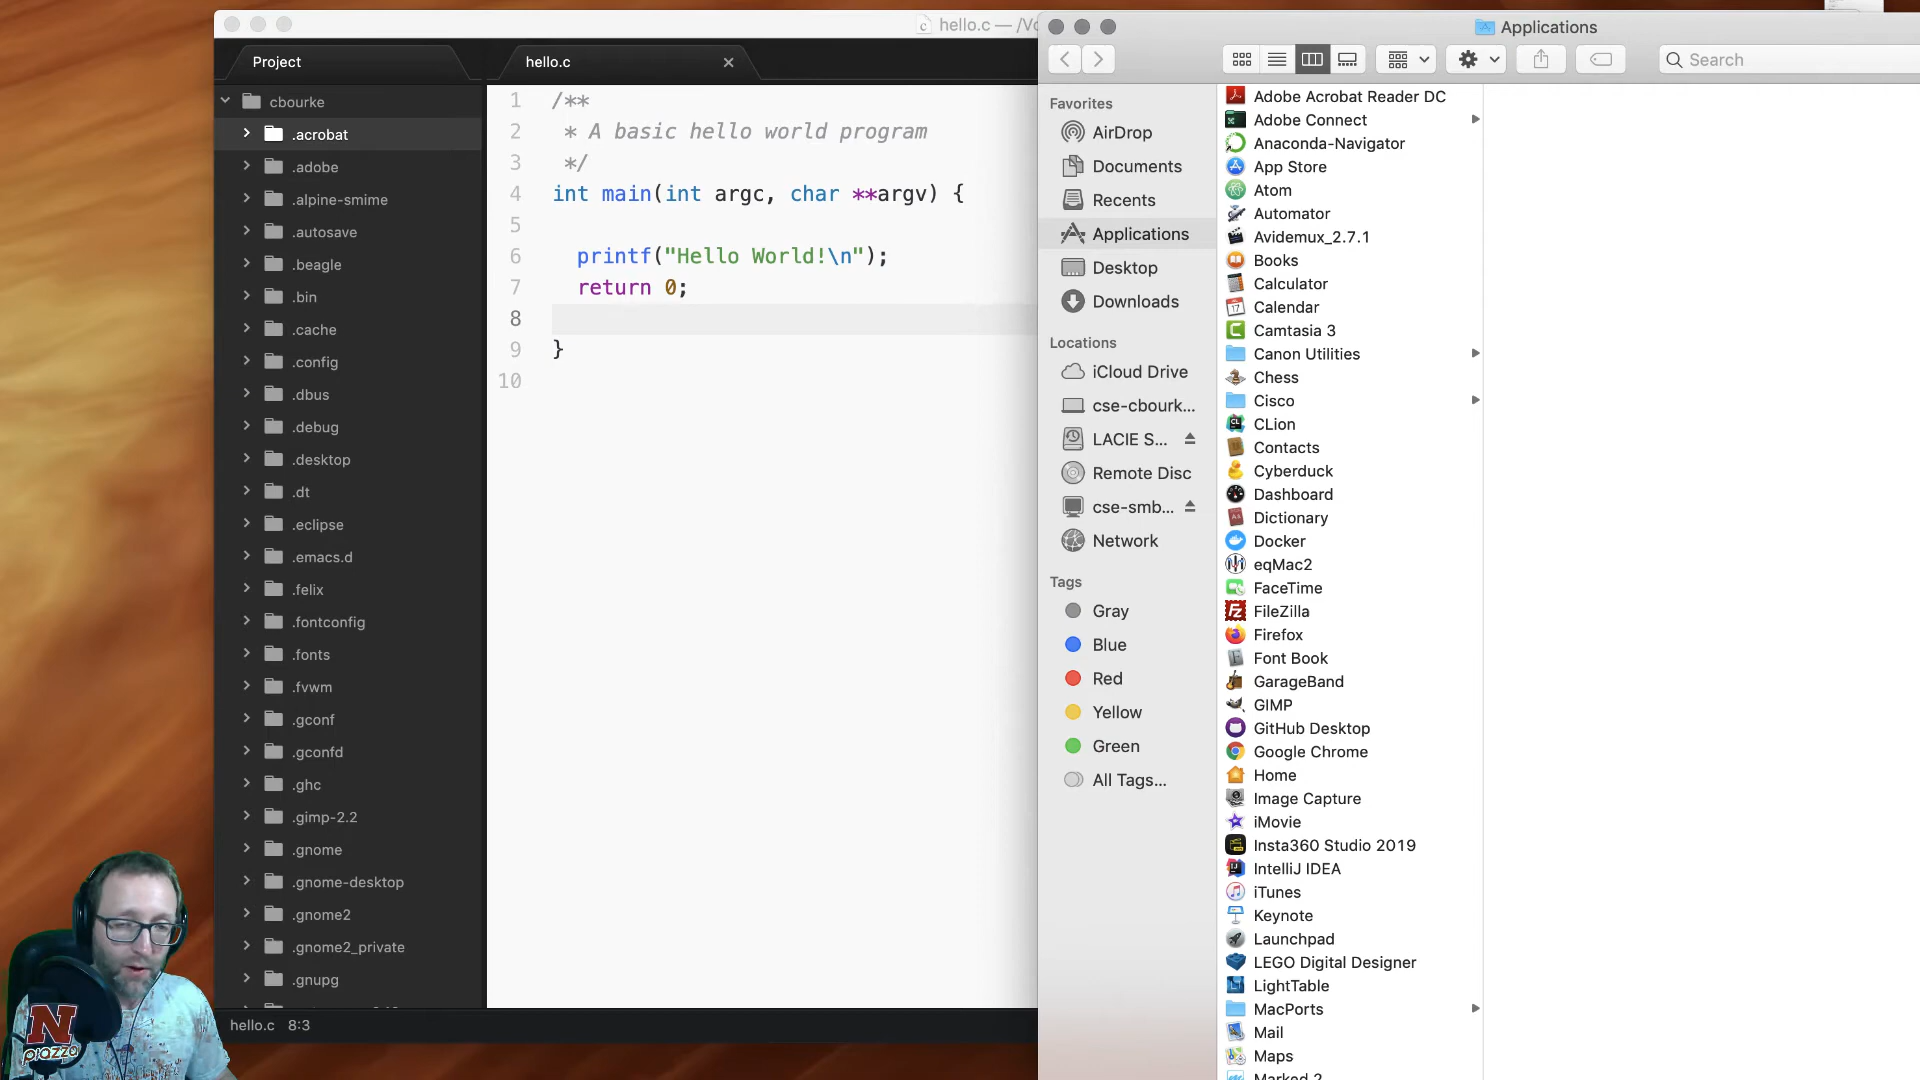 hello.c — /Vo
Project
hello.c
cbourke
.acrobat
.adobe
.alpine-smime
.autosave
.beagle
.bin
.cache
.config
.dbus
.debug
.desktop
.dt
.eclipse
.emacs.d
.felix
.fontconfig
.fonts
.fvwm
.gconf
.gconfd
.ghc
.gimp-2.2
.gnome
.gnome-desktop
.gnome2
.gnome2_private
.gnupg
1 /**
2 * A basic hello world program
3 */
4 int main(int argc, char **argv) {
5
6 printf("Hello World!\n");
7 return 0;
8
9 }
10
hello.c 8:3
Applications
Search
Favorites
AirDrop
Documents
Recents
Applications
Desktop
Downloads
Locations
iCloud Drive
cse-cbourk...
LACIE S...
Remote Disc
cse-smb...
Network
Tags
Gray
Blue
Red
Yellow
Green
All Tags...
Adobe Acrobat Reader DC
Adobe Connect
Anaconda-Navigator
App Store
Atom
Automator
Avidemux_2.7.1
Books
Calculator
Calendar
Camtasia 3
Canon Utilities
Chess
Cisco
CLion
Contacts
Cyberduck
Dashboard
Dictionary
Docker
eqMac2
FaceTime
FileZilla
Firefox
Font Book
GarageBand
GIMP
GitHub Desktop
Google Chrome
Home
Image Capture
iMovie
Insta360 Studio 2019
IntelliJ IDEA
iTunes
Keynote
Launchpad
LEGO Digital Designer
LightTable
MacPorts
Mail
Maps
Marked 2
N
piazza